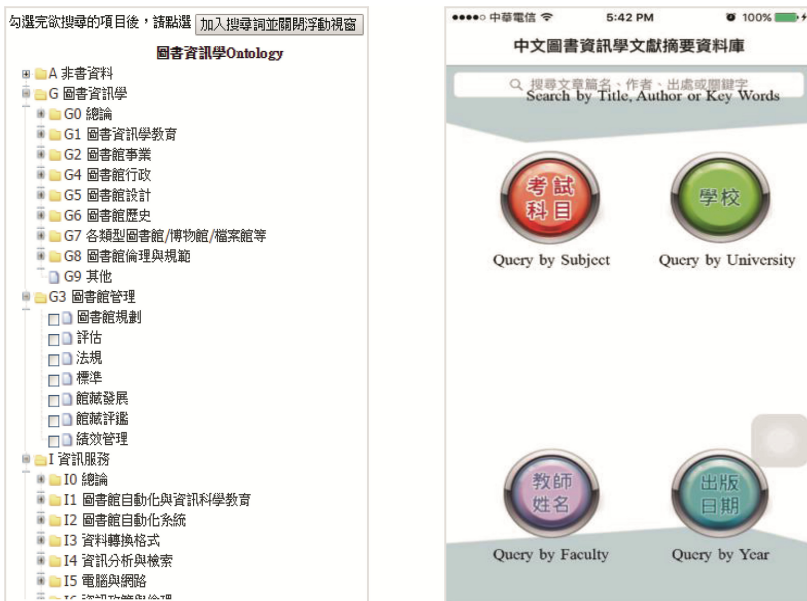 勾選完欲搜尋的項目後，請點選 加入搜尋詞並關閉浮動視窗
圖書資訊學Ontology
A 非書資料
G 圖書資訊學
G0 總論
G1 圖書資訊學教育
G2 圖書館事業
G4 圖書館行政
G5 圖書館設計
G6 圖書館歷史
G7 各類型圖書館/博物館/檔案館等
G8 圖書館倫理與規範
G9 其他
G3 圖書館管理
圖書館規劃
評估
法規
標準
館藏發展
館藏評鑑
績效管理
I 資訊服務
I0 總論
I1 圖書館自動化與資訊科學教育
I2 圖書館自動化系統
I3 資料轉換格式
I4 資訊分析與檢索
I5 電腦與網路
I6 資訊政策與倫理
中華電信 5:42 PM 100%
中文圖書資訊學文獻摘要資料庫
搜尋文章篇名、作者、出處或關鍵字
Search by Title, Author or Key Words
考試
科目
Query by Subject
學校
Query by University
教師
姓名
Query by Faculty
出版
日期
Query by Year